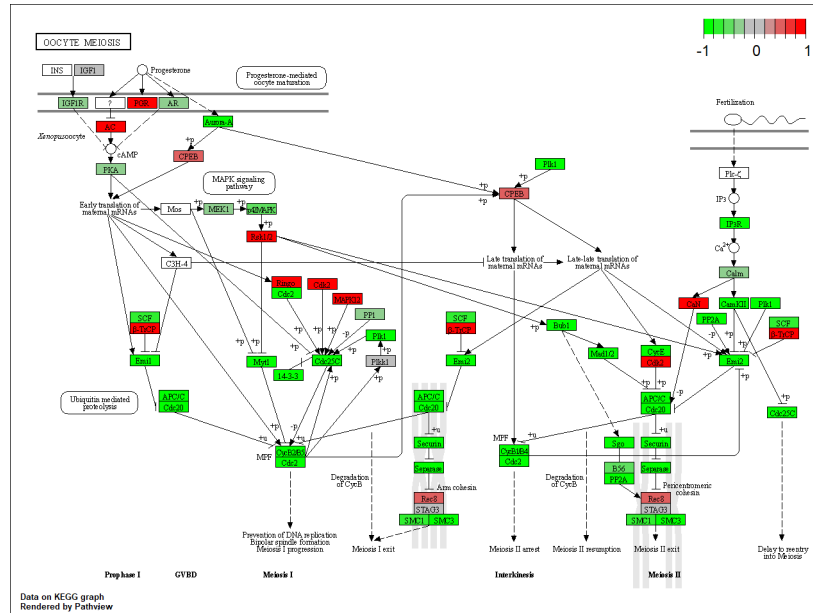 OOCYTE MEIOSIS
-1 0 1
INS
IGF1
Progesterone
Progesterone-mediated
oocyte maturation
IGF1R
?
PGR
AR
Aurora-A
Fertilization
Xenopus oocyte
AC
cAMP
+p
CPEB
PKA
Plk1
+p
+p
+p
CPEB
Plc-ζ
IP3
MAPK signaling
pathway
Early translation of
maternal mRNAs
Mos
+p
MEK1
+p
p42MAPK
+p
Rsk1/2
IP3R
Ca2+
C3H-4
Late translation of
maternal mRNAs
Late-late translation of
maternal mRNAs
Calm
Ringo
Cdc2
Cdk2
MAPK12
CaN
CamKII
Plk1
SCF
β-TrCP
+p
Emi1
PP1
-p
Plk1
+p
Plkk1
+p
Myt1
Cdc25C
14-3-3
SCF
β-TrCP
+p
Emi2
Bub1
+p
Mad1/2
CycE
Cdk2
PP2A
-p
SCF
β-TrCP
+p
Emi2
Ubiquitin mediated
proteolysis
APC/C
Cdc20
APC/C
Cdc20
APC/C
Cdc20
-p
+p
Cdc25C
+u
+p
-p
+p
+u
MPF
CycB2/B5
Cdc2
+u
Securin
Separase
MPF
CycB1/B4
Cdc2
+u
Sgo
B56
PP2A
+u
Securin
Separase
Degradation
of CycB
Arm cohesin
Rec8
STAG3
SMC1
SMC3
Degradation
of CycB
Pericentromeric
cohesin
Rec8
STAG3
SMC1
SMC3
Prevention of DNA replication
Bipolar spindle formation
Meiosis I progression
Meiosis I exit
Meiosis II arrest
Meiosis II resumption
Meiosis II exit
Delay to reentry
into Meiosis
Prophase I
GVBD
Meiosis I
Interkinesis
Meiosis II
Data on KEGG graph
Rendered by Pathview